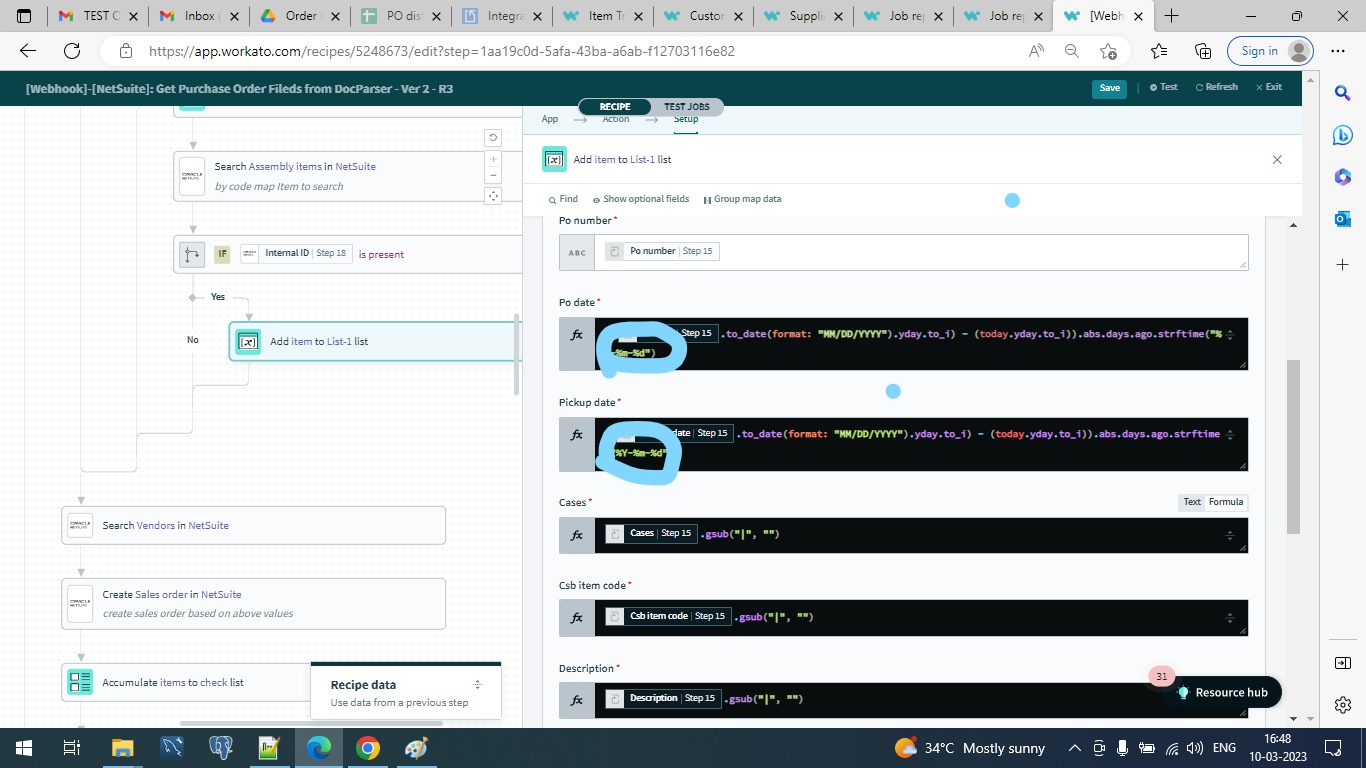 TEST C
Inbox (
Order
PO dis
Integra
Item Tr
Custor
Supplie
Job rep
Job rep
[Webh
https://app.workato.com/recipes/5248673/edit?step=1aa19c0d-5afa-43ba-a6ab-f12703116e82
Sign in
[Webhook]-[NetSuite]: Get Purchase Order Fileds from DocParser - Ver 2 - R3
Save
Test
Refresh
Exit
RECIPE
TEST JOBS
App
Action
Setup
Search Assembly items in NetSuite
by code map Item to search
IF
Internal ID | Step 18
is present
Yes
No
Add item to List-1 list
Search Vendors in NetSuite
Create Sales order in NetSuite
create sales order based on above values
Accumulate items to check list
Recipe data
Use data from a previous step
Add item to List-1 list
Find
Show optional fields
Group map data
Po number*
ABC
Po number | Step 15
Po date*
fx
Step 15 .to_date(format: "MM/DD/YYYY").yday.to_i) - (today.yday.to_i)).abs.days.ago.strftime("%
-%m-%d")
Pickup date*
fx
date | Step 15 .to_date(format: "MM/DD/YYYY").yday.to_i) - (today.yday.to_i)).abs.days.ago.strftime
"%Y-%m-%d"
Cases*
Text
Formula
fx
Cases | Step 15 .gsub("|", "")
Csb item code*
fx
Csb item code | Step 15 .gsub("|", "")
Description*
fx
Description | Step 15 .gsub("|", "")
31
Resource hub
34°C Mostly sunny
ENG
16:48
10-03-2023